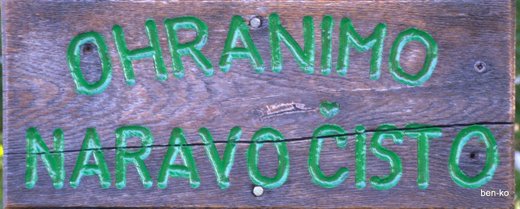 OHRANIMO
NARAVO ČISTO
ben-ko